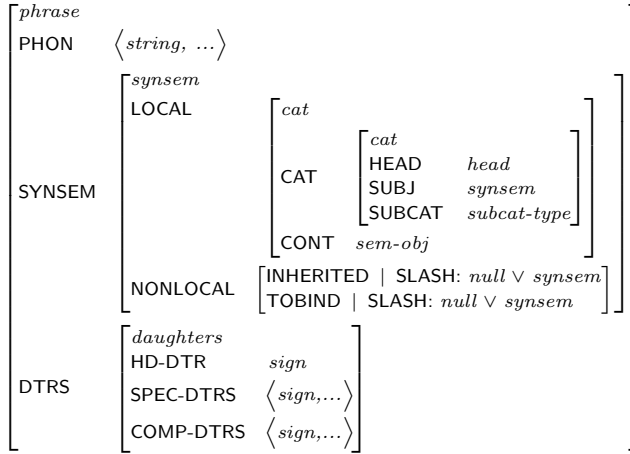 phrase
PHON ⟨string, ...⟩
synsem
LOCAL cat
cat
HEAD head
CAT SUBJ synsem
SYNSEM SUBCAT subcat-type
CONT sem-obj
NONLOCAL INHERITED | SLASH: null ∨ synsem
TOBIND | SLASH: null ∨ synsem
daughters
HD-DTR sign
DTRS SPEC-DTRS ⟨sign,...⟩
COMP-DTRS ⟨sign,...⟩